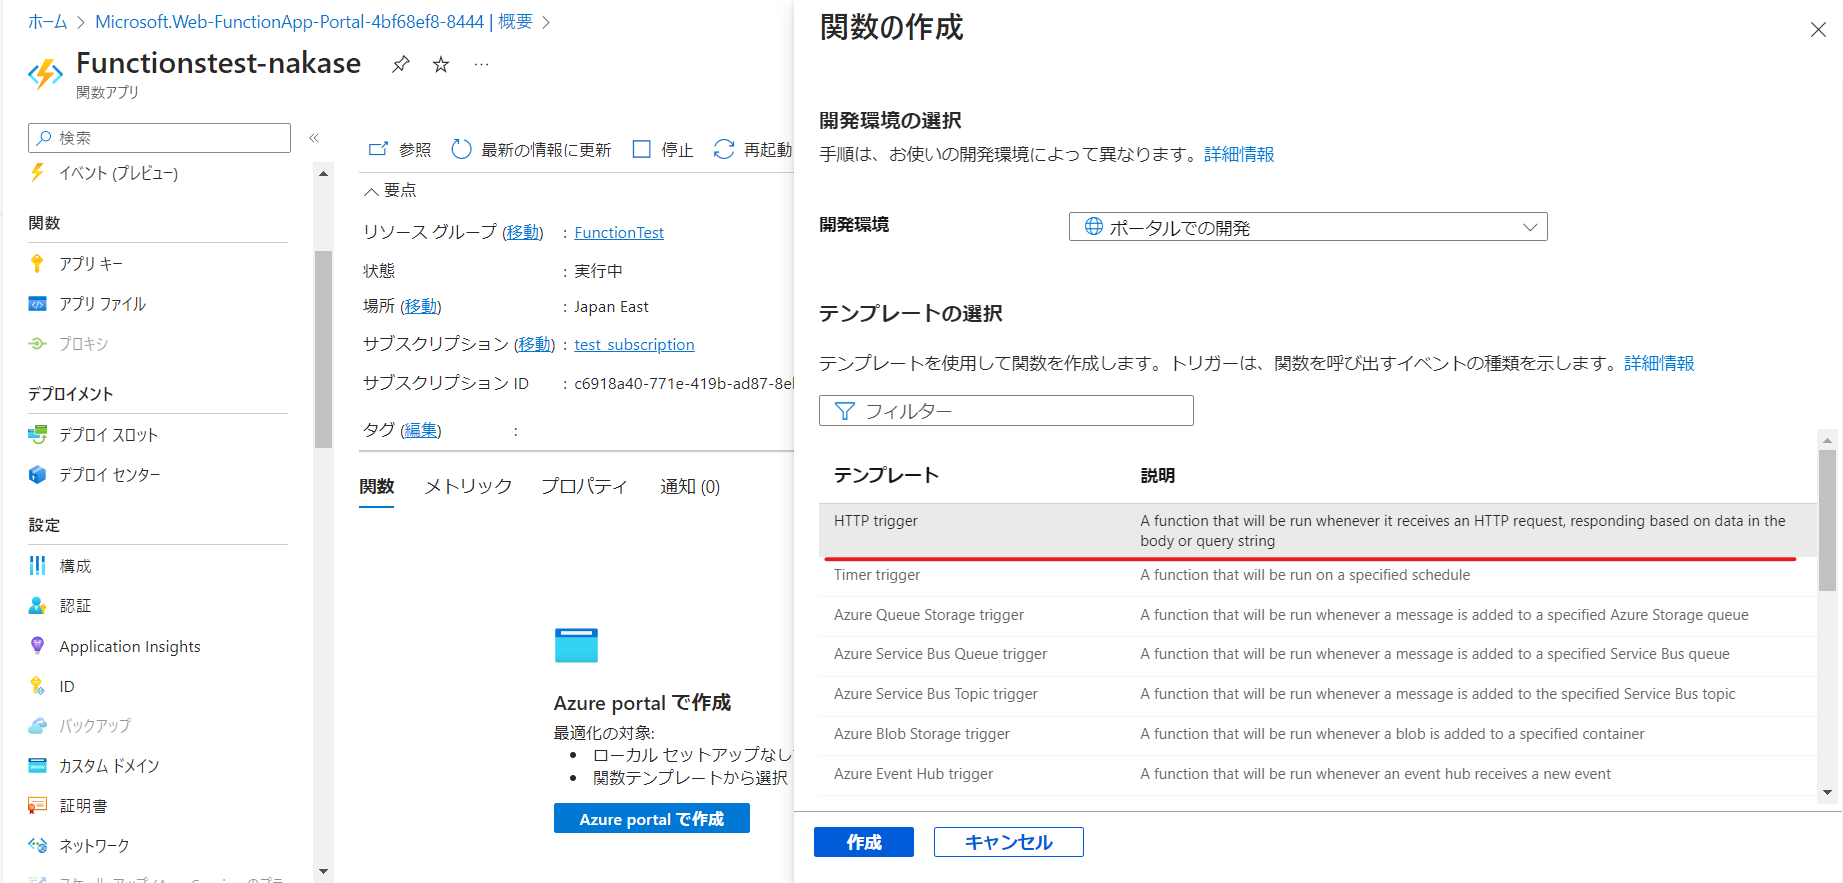 ホーム > Microsoft.Web-FunctionApp-Portal-4bf68ef8-8444 | 概要 >
Functionstest-nakase
関数アプリ
検索
イベント (プレビュー)
関数
アプリ キー
アプリ ファイル
プロキシ
デプロイメント
デプロイ スロット
デプロイ センター
設定
構成
認証
Application Insights
ID
バックアップ
カスタム ドメイン
証明書
ネットワーク
参照 最新の情報に更新 停止 再起動
要点
リソース グループ (移動) : FunctionTest
状態 : 実行中
場所 (移動) : Japan East
サブスクリプション (移動) : test subscription
サブスクリプション ID : c6918a40-771e-419b-ad87-8el
タグ (編集) :
関数 メトリック プロパティ 通知 (0)
Azure portal で作成
最適化の対象:
• ローカル セットアップなし
• 関数テンプレートから選択
Azure portal で作成
関数の作成
開発環境の選択
手順は、お使いの開発環境によって異なります。詳細情報
開発環境 ポータルでの開発
テンプレートの選択
テンプレートを使用して関数を作成します。トリガーは、関数を呼び出すイベントの種類を示します。詳細情報
フィルター
テンプレート 説明
HTTP trigger A function that will be run whenever it receives an HTTP request, responding based on data in the
body or query string
Timer trigger A function that will be run on a specified schedule
Azure Queue Storage trigger A function that will be run whenever a message is added to a specified Azure Storage queue
Azure Service Bus Queue trigger A function that will be run whenever a message is added to a specified Service Bus queue
Azure Service Bus Topic trigger A function that will be run whenever a message is added to the specified Service Bus topic
Azure Blob Storage trigger A function that will be run whenever a blob is added to a specified container
Azure Event Hub trigger A function that will be run whenever an event hub receives a new event
作成 キャンセル